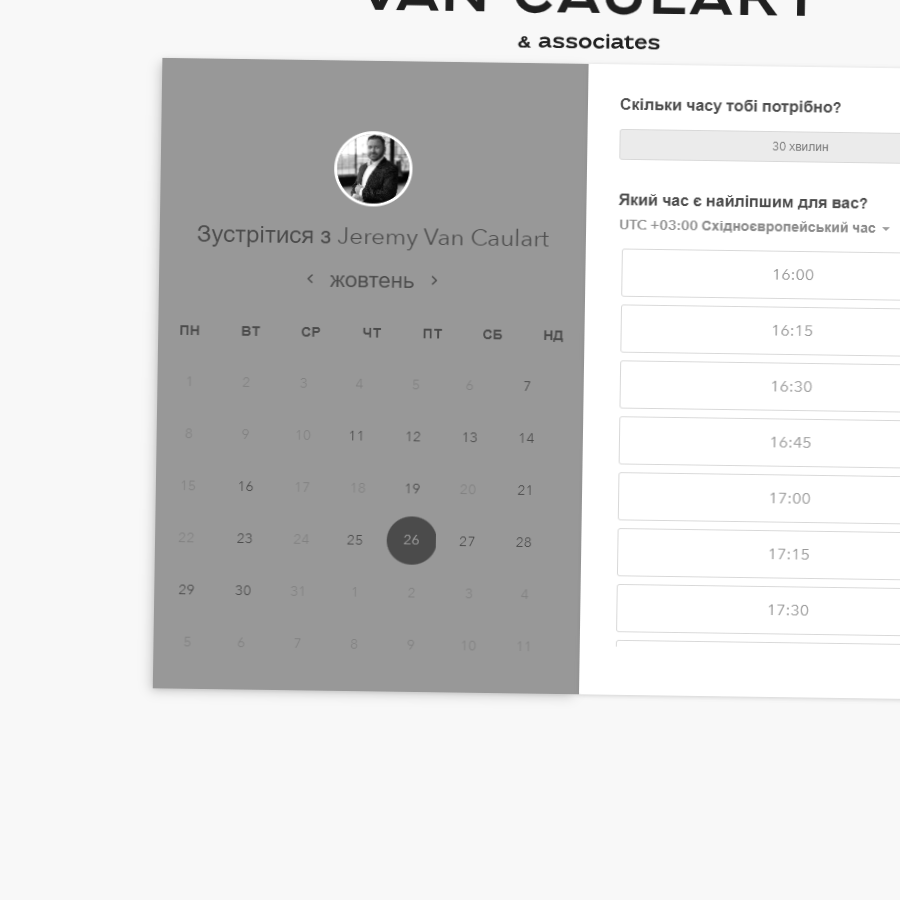 VAN CAULART
& associates
Зустрітися з Jeremy Van Caulart
жовтень
ПН ВТ СР ЧТ ПТ СБ НД
1 2 3 4 5 6 7
8 9 10 11 12 13 14
15 16 17 18 19 20 21
22 23 24 25 26 27 28
29 30 31 1 2 3 4
5 6 7 8 9 10 11
Скільки часу тобі потрібно?
30 хвилин
Який час є найліпшим для вас?
UTC +03:00 Східноєвропейський час
16:00
16:15
16:30
16:45
17:00
17:15
17:30